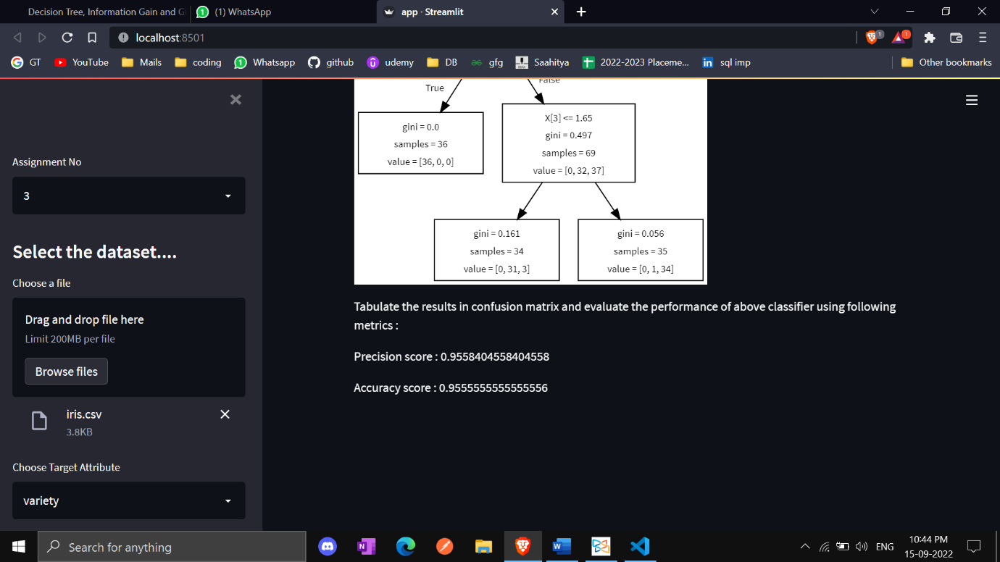 Decision Tree, Information Gain and Gi
(1) WhatsApp
app · Streamlit
localhost:8501
GT
YouTube
Mails
coding
Whatsapp
github
udemy
DB
gfg
Saahitya
2022-2023 Placeme...
sql imp
Other bookmarks
Assignment No
3
Select the dataset....
Choose a file
Drag and drop file here
Limit 200MB per file
Browse files
iris.csv
3.8KB
Choose Target Attribute
variety
True
False
gini = 0.0
samples = 36
value = [36, 0, 0]
X[3] <= 1.65
gini = 0.497
samples = 69
value = [0, 32, 37]
gini = 0.161
samples = 34
value = [0, 31, 3]
gini = 0.056
samples = 35
value = [0, 1, 34]
Tabulate the results in confusion matrix and evaluate the performance of above classifier using following
metrics :
Precision score : 0.9558404558404558
Accuracy score : 0.9555555555555556
Search for anything
ENG
10:44 PM
15-09-2022